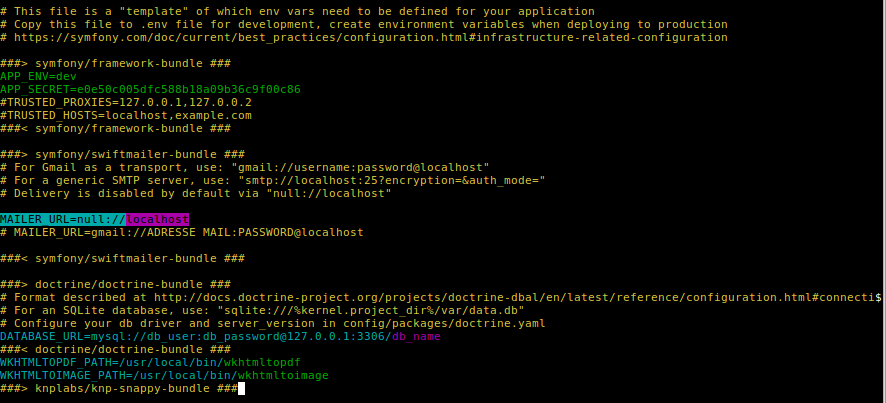 # This file is a "template" of which env vars need to be defined for your application
# Copy this file to .env file for development, create environment variables when deploying to production
# https://symfony.com/doc/current/best_practices/configuration.html#infrastructure-related-configuration
###> symfony/framework-bundle ###
APP_ENV=dev
APP_SECRET=e0e50c005dfc588b18a09b36c9f00c86
#TRUSTED_PROXIES=127.0.0.1,127.0.0.2
#TRUSTED_HOSTS=localhost,example.com
###< symfony/framework-bundle ###
###> symfony/swiftmailer-bundle ###
# For Gmail as a transport, use: "gmail://username:password@localhost"
# For a generic SMTP server, use: "smtp://localhost:25?encryption=&auth_mode="
# Delivery is disabled by default via "null://localhost"
MAILER_URL=null://localhost
# MAILER_URL=gmail://ADRESSE MAIL:PASSWORD@localhost
###< symfony/swiftmailer-bundle ###
###> doctrine/doctrine-bundle ###
# Format described at http://docs.doctrine-project.org/projects/doctrine-dbal/en/latest/reference/configuration.html#connecti$
# For an SQLite database, use: "sqlite:///%kernel.project_dir%/var/data.db"
# Configure your db driver and server_version in config/packages/doctrine.yaml
DATABASE_URL=mysql://db_user:db_password@127.0.0.1:3306/db_name
###< doctrine/doctrine-bundle ###
WKHTMLTOPDF_PATH=/usr/local/bin/wkhtmltopdf
WKHTMLTOIMAGE_PATH=/usr/local/bin/wkhtmltoimage
###> knplabs/knp-snappy-bundle ###